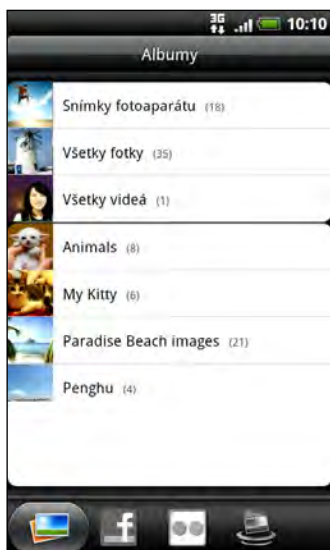 3G 10:10
Albumy
Snímky fotoaparátu (18)
Všetky fotky (35)
Všetky videá (1)
Animals (8)
My Kitty (6)
Paradise Beach images (21)
Penghu (4)
f